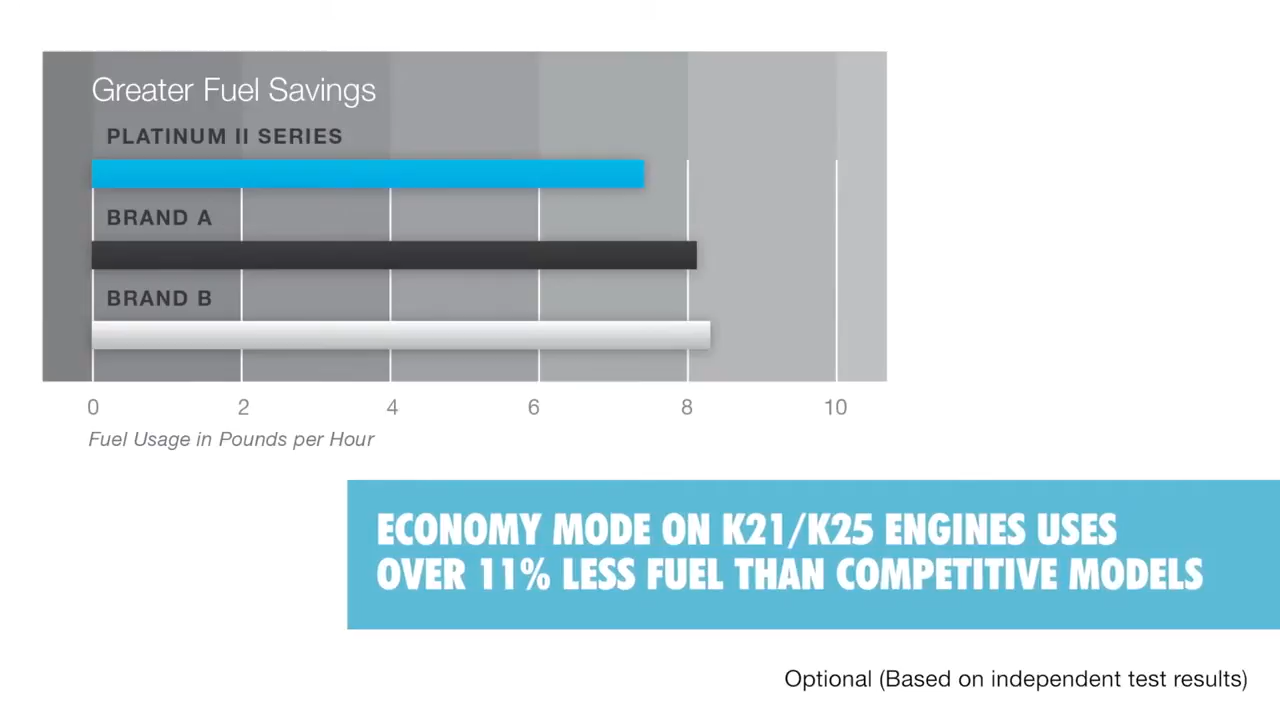 Greater Fuel Savings
PLATINUM II SERIES
BRAND A
BRAND B
0 2 4 6 8 10
Fuel Usage in Pounds per Hour
ECONOMY MODE ON K21/K25 ENGINES USES
OVER 11% LESS FUEL THAN COMPETITIVE MODELS
Optional (Based on independent test results)